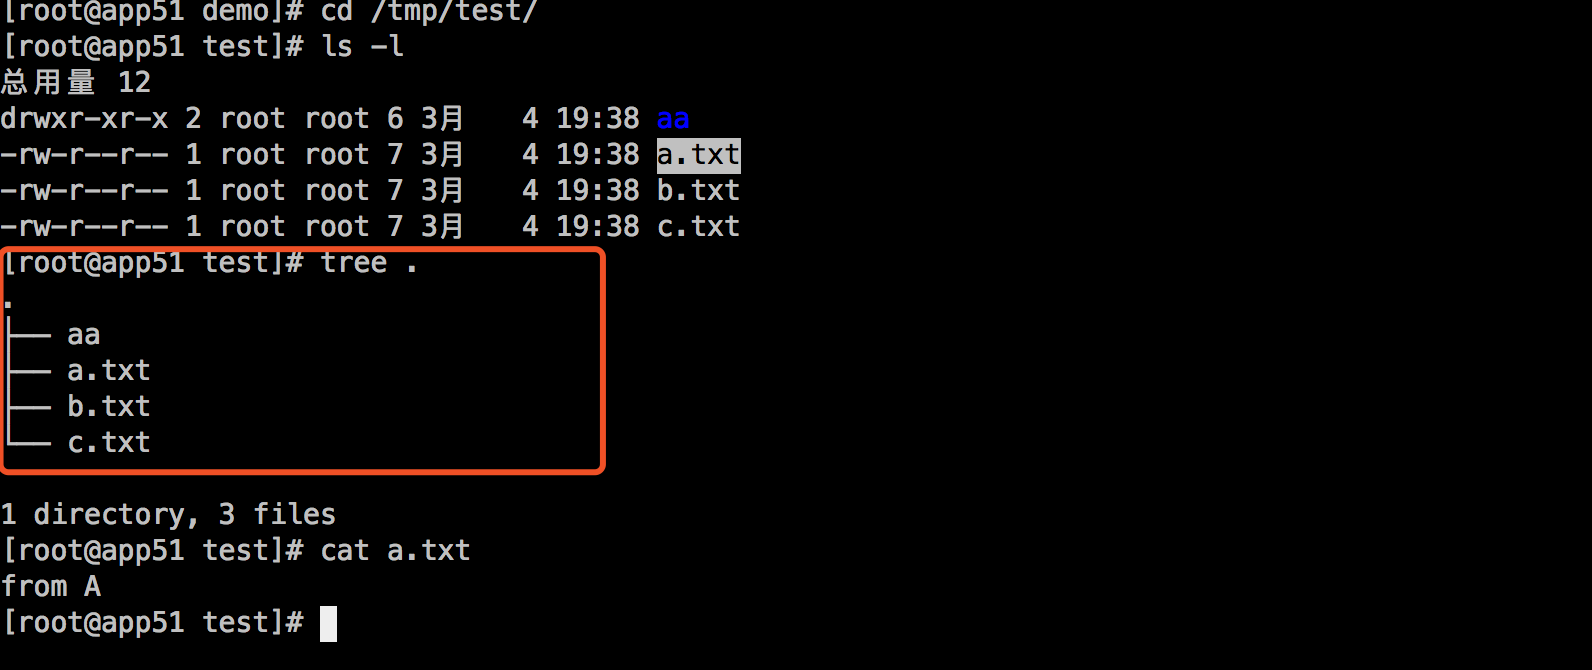 [root@app51 demo]# cd /tmp/test/
[root@app51 test]# ls -l
总用量 12
drwxr-xr-x 2 root root 6 3月   4 19:38 aa
-rw-r--r-- 1 root root 7 3月   4 19:38 a.txt
-rw-r--r-- 1 root root 7 3月   4 19:38 b.txt
-rw-r--r-- 1 root root 7 3月   4 19:38 c.txt
[root@app51 test]# tree .
.
├── aa
├── a.txt
├── b.txt
└── c.txt
1 directory, 3 files
[root@app51 test]# cat a.txt
from A
[root@app51 test]#